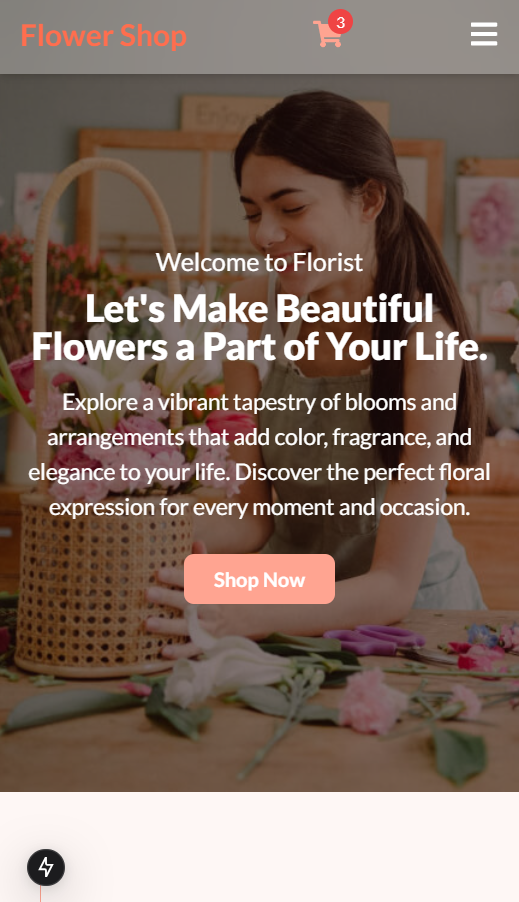 Flower Shop
3
Enjoy
Welcome to Florist
Let's Make Beautiful
Flowers a Part of Your Life.
Explore a vibrant tapestry of blooms and
arrangements that add color, fragrance, and
elegance to your life. Discover the perfect floral
expression for every moment and occasion.
Shop Now